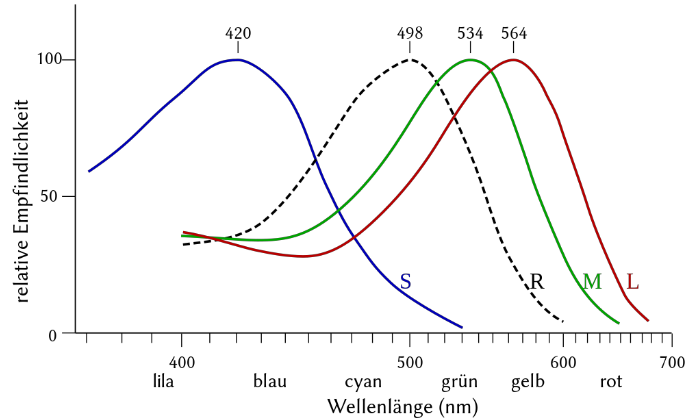 420 498 534 564
100
50
0
relative Empfindlichkeit
S R M L
400 500 600 700
lila blau cyan grün gelb rot
Wellenlänge (nm)